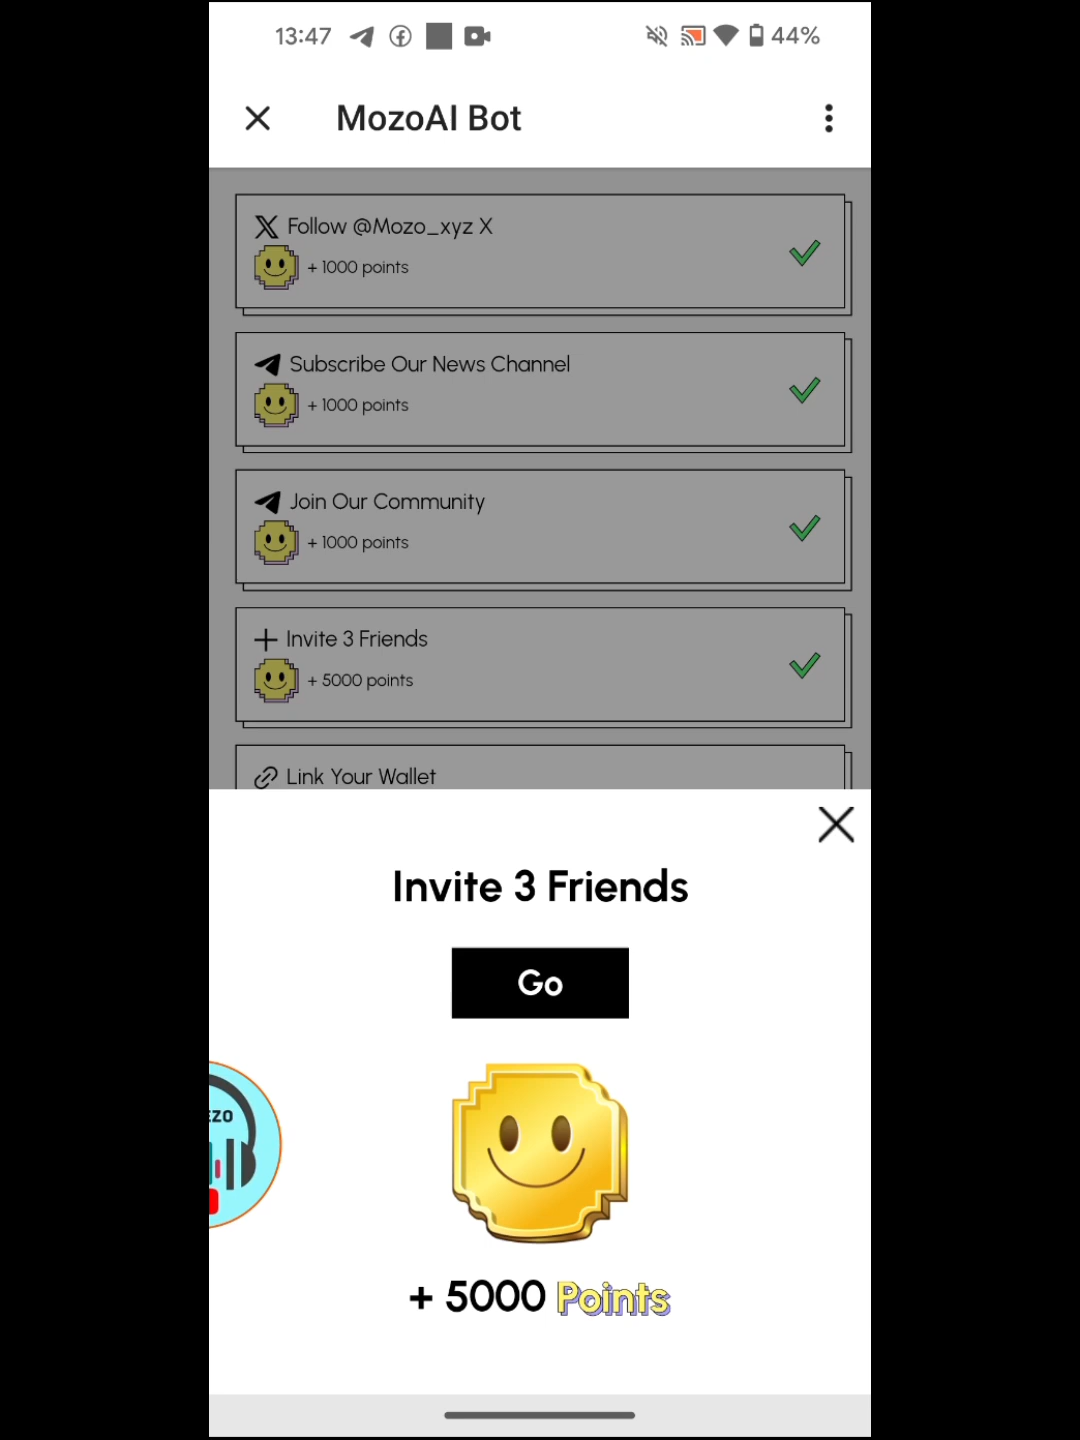 13:47
44%
MozoAI Bot
Follow @Mozo_xyz X
+ 1000 points
Subscribe Our News Channel
+ 1000 points
Join Our Community
+ 1000 points
Invite 3 Friends
+ 5000 points
Link Your Wallet
Invite 3 Friends
Go
EZO
+ 5000 Points